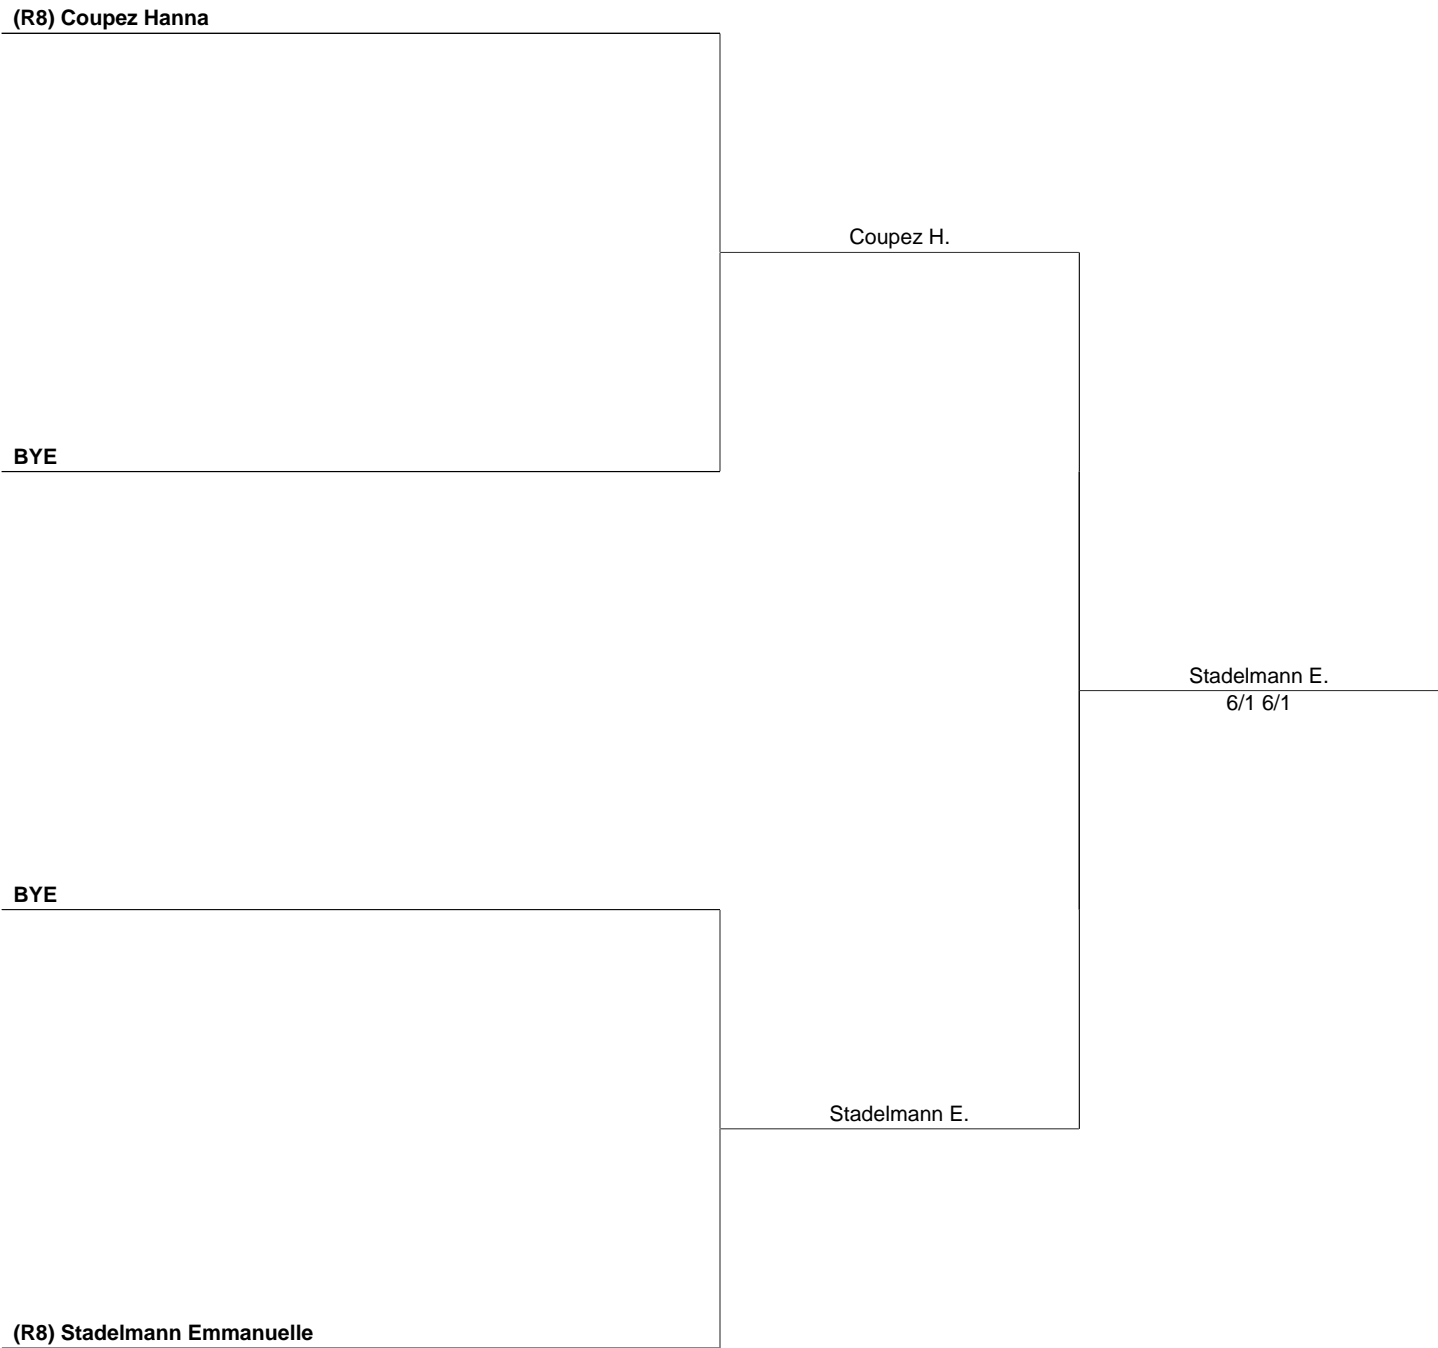 (R8) Coupez Hanna
Coupez H.
BYE
Stadelmann E.
6/1 6/1
BYE
Stadelmann E.
(R8) Stadelmann Emmanuelle